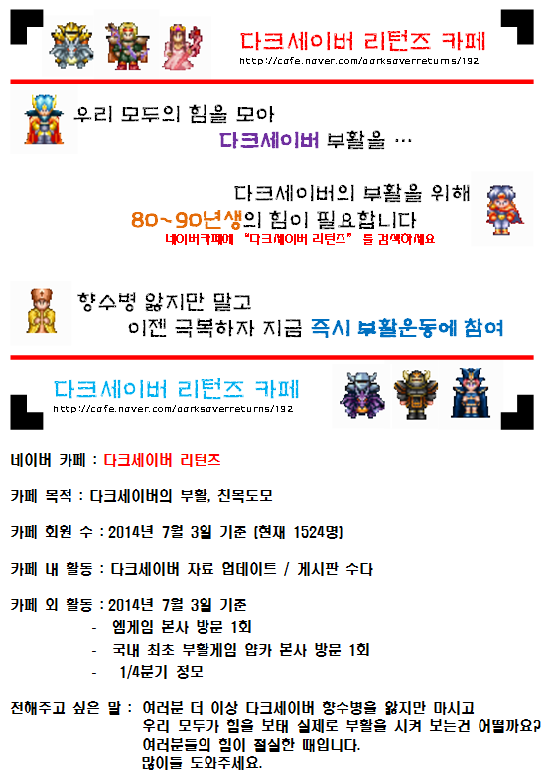 다크세이버 리턴즈 카페
http://cafe.naver.com/oarksaverreturns/192
우리 모두의 힘을 모아
다크세이버 부활을 …
다크세이버의 부활을 위해
80~90년생의 힘이 필요합니다
네이버카페에 “다크세이버 리턴즈” 를 검색하세요
향수병 앓지만 말고
이젠 극복하자 지금 즉시 부활운동에 참여
다크세이버 리턴즈 카페
http://cafe.naver.com/oarksaverreturns/192
네이버 카페 : 다크세이버 리턴즈
카페 목적 : 다크세이버의 부활, 친목도모
카페 회원 수 : 2014년 7월 3일 기준 (현재 1524명)
카페 내 활동 : 다크세이버 자료 업데이트 / 게시판 수다
카페 외 활동 : 2014년 7월 3일 기준
- 엠게임 본사 방문 1회
- 국내 최초 부활게임 얍카 본사 방문 1회
- 1/4분기 정모
전해주고 싶은 말 : 여러분 더 이상 다크세이버 향수병을 앓지만 마시고
우리 모두가 힘을 보태 실제로 부활을 시켜 보는건 어떨까요?
여러분들의 힘이 절실한 때입니다.
많이들 도와주세요.